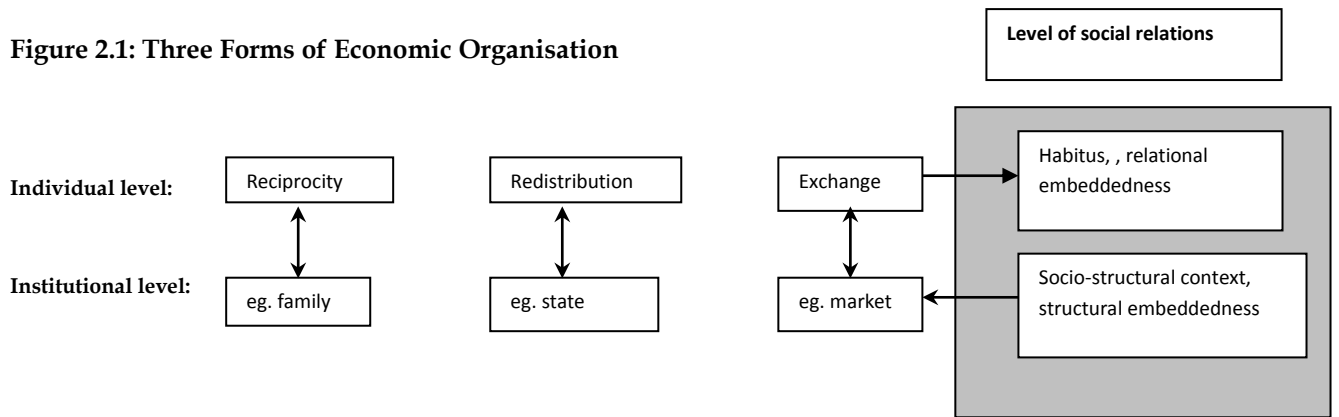 Level of social relations
Figure 2.1: Three Forms of Economic Organisation
Individual level:
Reciprocity
Redistribution
Exchange
Habitus, , relational
embeddedness
Institutional level:
eg. family
eg. state
eg. market
Socio-structural context,
structural embeddedness